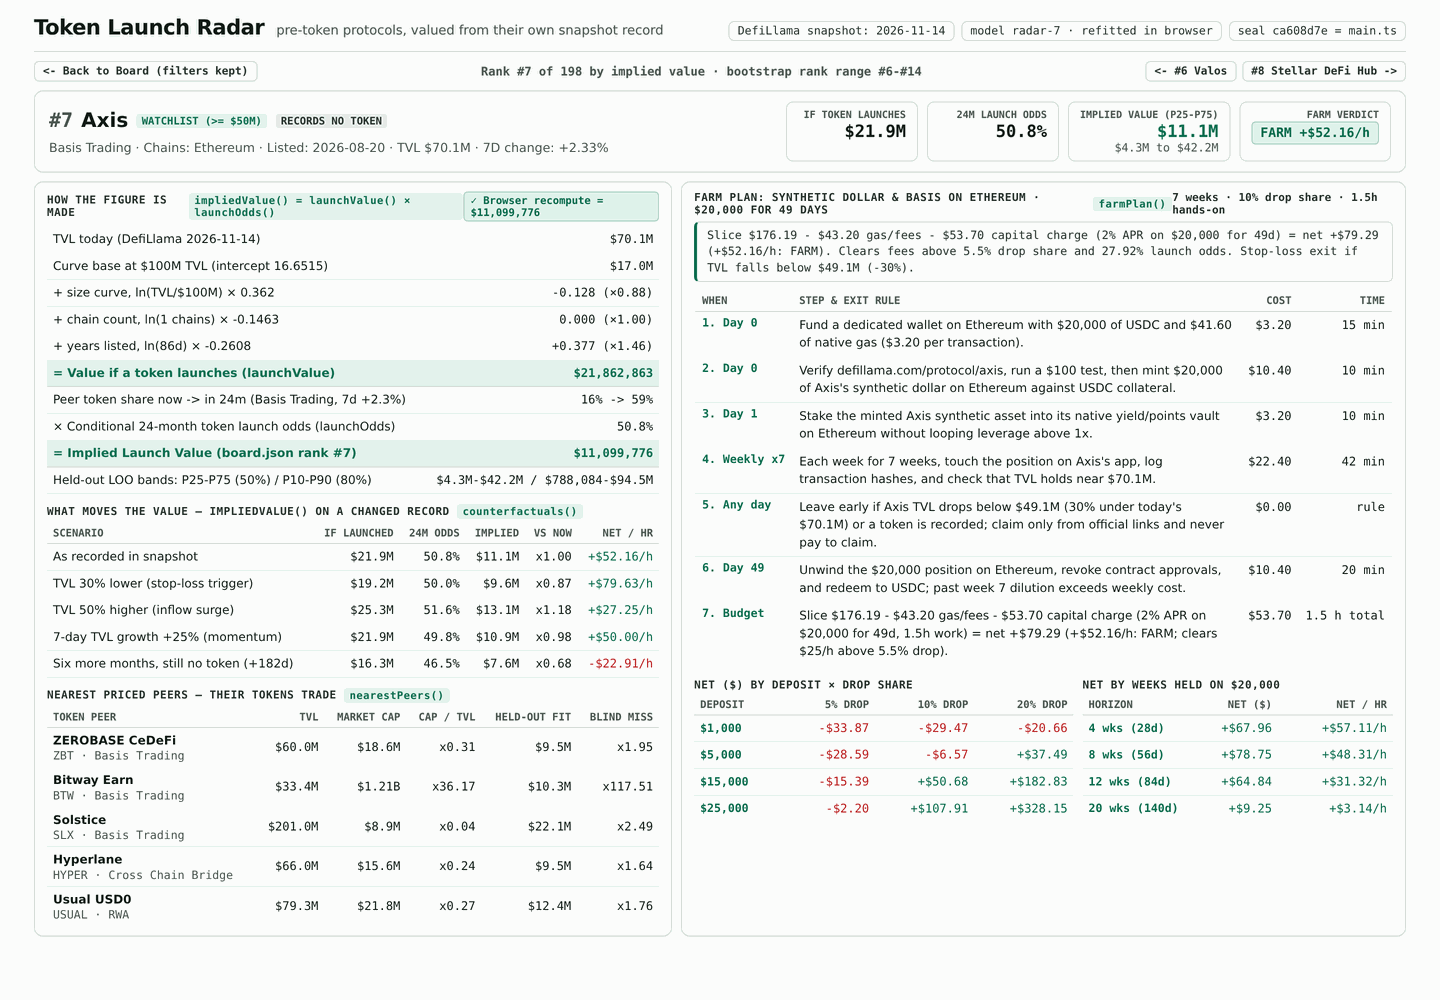 Token Launch Radar pre-token protocols, valued from their own snapshot record
DefiLlama snapshot: 2026-11-14
model radar-7 · refitted in browser
seal ca608d7e = main.ts
<- Back to Board (filters kept)
Rank #7 of 198 by implied value · bootstrap rank range #6-#14
<- #6 Valos
#8 Stellar DeFi Hub ->
#7 Axis WATCHLIST (>= $50M) RECORDS NO TOKEN
Basis Trading · Chains: Ethereum · Listed: 2026-08-20 · TVL $70.1M · 7D change: +2.33%
IF TOKEN LAUNCHES
$21.9M
24M LAUNCH ODDS
50.8%
IMPLIED VALUE (P25-P75)
$11.1M
$4.3M to $42.2M
FARM VERDICT
FARM +$52.16/h
HOW THE FIGURE IS
MADE
impliedValue() = launchValue() ×
launchOdds()
✓ Browser recompute =
$11,099,776
TVL today (DefiLlama 2026-11-14) $70.1M
Curve base at $100M TVL (intercept 16.6515) $17.0M
+ size curve, ln(TVL/$100M) × 0.362 -0.128 (×0.88)
+ chain count, ln(1 chains) × -0.1463 0.000 (×1.00)
+ years listed, ln(86d) × -0.2608 +0.377 (×1.46)
= Value if a token launches (launchValue) $21,862,863
Peer token share now -> in 24m (Basis Trading, 7d +2.3%) 16% -> 59%
× Conditional 24-month token launch odds (launchOdds) 50.8%
= Implied Launch Value (board.json rank #7) $11,099,776
Held-out LOO bands: P25-P75 (50%) / P10-P90 (80%) $4.3M-$42.2M / $788,084-$94.5M
WHAT MOVES THE VALUE — IMPLIEDVALUE() ON A CHANGED RECORD counterfactuals()
SCENARIO IF LAUNCHED 24M ODDS IMPLIED VS NOW NET / HR
As recorded in snapshot $21.9M 50.8% $11.1M x1.00 +$52.16/h
TVL 30% lower (stop-loss trigger) $19.2M 50.0% $9.6M x0.87 +$79.63/h
TVL 50% higher (inflow surge) $25.3M 51.6% $13.1M x1.18 +$27.25/h
7-day TVL growth +25% (momentum) $21.9M 49.8% $10.9M x0.98 +$50.00/h
Six more months, still no token (+182d) $16.3M 46.5% $7.6M x0.68 -$22.91/h
NEAREST PRICED PEERS — THEIR TOKENS TRADE nearestPeers()
TOKEN PEER TVL MARKET CAP CAP / TVL HELD-OUT FIT BLIND MISS
ZEROBASE CeDeFi
ZBT · Basis Trading
$60.0M $18.6M x0.31 $9.5M x1.95
Bitway Earn
BTW · Basis Trading
$33.4M $1.21B x36.17 $10.3M x117.51
Solstice
SLX · Basis Trading
$201.0M $8.9M x0.04 $22.1M x2.49
Hyperlane
HYPER · Cross Chain Bridge
$66.0M $15.6M x0.24 $9.5M x1.64
Usual USD0
USUAL · RWA
$79.3M $21.8M x0.27 $12.4M x1.76
FARM PLAN: SYNTHETIC DOLLAR & BASIS ON ETHEREUM ·
$20,000 FOR 49 DAYS
farmPlan()
7 weeks · 10% drop share · 1.5h
hands-on
Slice $176.19 - $43.20 gas/fees - $53.70 capital charge (2% APR on $20,000 for 49d) = net +$79.29
(+$52.16/h: FARM). Clears fees above 5.5% drop share and 27.92% launch odds. Stop-loss exit if
TVL falls below $49.1M (-30%).
WHEN STEP & EXIT RULE COST TIME
1. Day 0 Fund a dedicated wallet on Ethereum with $20,000 of USDC and $41.60 $3.20 15 min
of native gas ($3.20 per transaction).
2. Day 0 Verify defillama.com/protocol/axis, run a $100 test, then mint $20,000 $10.40 10 min
of Axis's synthetic dollar on Ethereum against USDC collateral.
3. Day 1 Stake the minted Axis synthetic asset into its native yield/points vault $3.20 10 min
on Ethereum without looping leverage above 1x.
4. Weekly x7 Each week for 7 weeks, touch the position on Axis's app, log $22.40 42 min
transaction hashes, and check that TVL holds near $70.1M.
5. Any day Leave early if Axis TVL drops below $49.1M (30% under today's $0.00 rule
$70.1M) or a token is recorded; claim only from official links and never
pay to claim.
6. Day 49 Unwind the $20,000 position on Ethereum, revoke contract approvals, $10.40 20 min
and redeem to USDC; past week 7 dilution exceeds weekly cost.
7. Budget Slice $176.19 - $43.20 gas/fees - $53.70 capital charge (2% APR on $53.70 1.5 h total
$20,000 for 49d, 1.5h work) = net +$79.29 (+$52.16/h: FARM; clears
$25/h above 5.5% drop).
NET ($) BY DEPOSIT × DROP SHARE
DEPOSIT 5% DROP 10% DROP 20% DROP
$1,000 -$33.87 -$29.47 -$20.66
$5,000 -$28.59 -$6.57 +$37.49
$15,000 -$15.39 +$50.68 +$182.83
$25,000 -$2.20 +$107.91 +$328.15
NET BY WEEKS HELD ON $20,000
HORIZON NET ($) NET / HR
4 wks (28d) +$67.96 +$57.11/h
8 wks (56d) +$78.75 +$48.31/h
12 wks (84d) +$64.84 +$31.32/h
20 wks (140d) +$9.25 +$3.14/h